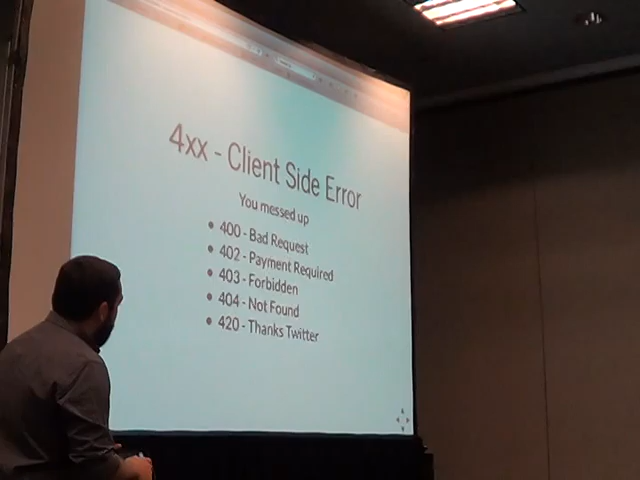 4xx - Client Side Error
You messed up
400 - Bad Request
402 - Payment Required
403 - Forbidden
404 - Not Found
420 - Thanks Twitter